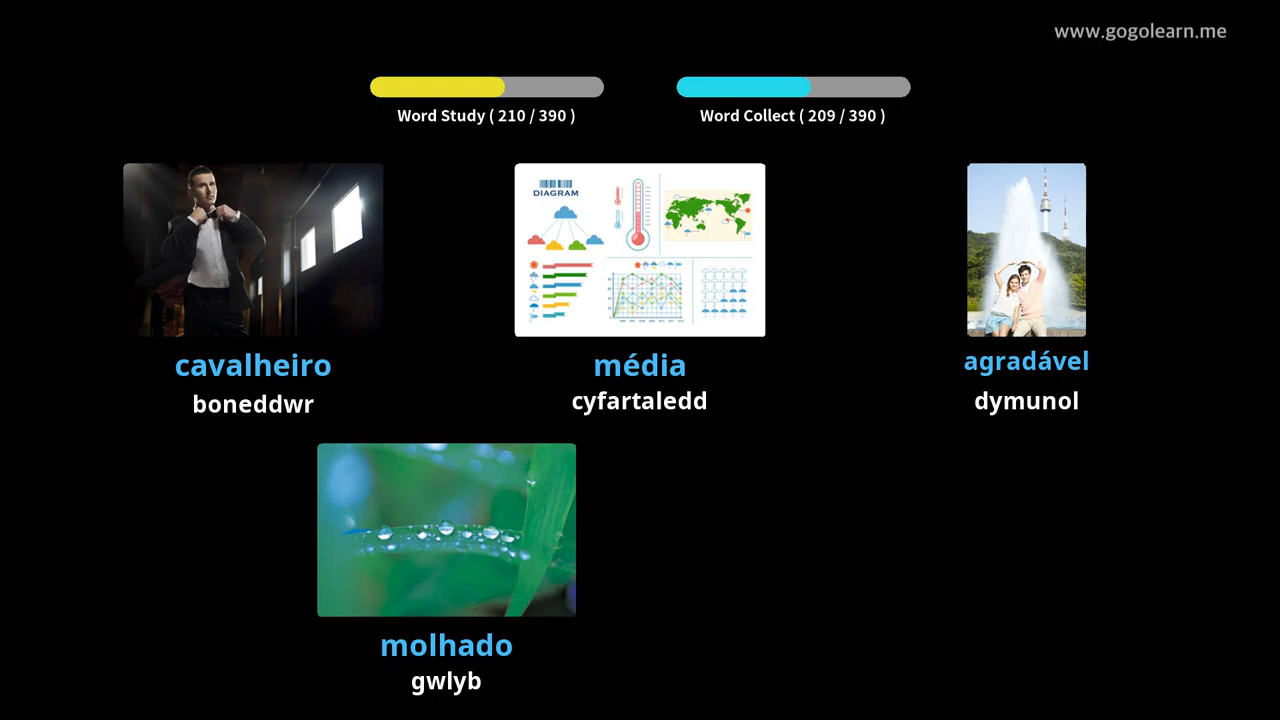 www.gogolearn.me
Word Study ( 210 / 390 )
Word Collect ( 209 / 390 )
DIAGRAM
cavalheiro
boneddwr
média
cyfartaledd
agradável
dymunol
molhado
gwlyb